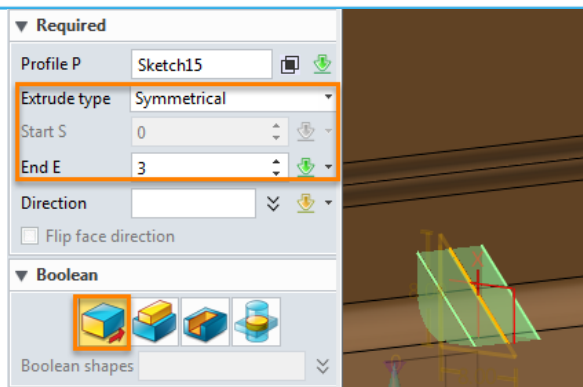 Required
Profile P Sketch15
Extrude type Symmetrical
Start S 0
End E 3
Direction
Flip face direction
Boolean
Boolean shapes